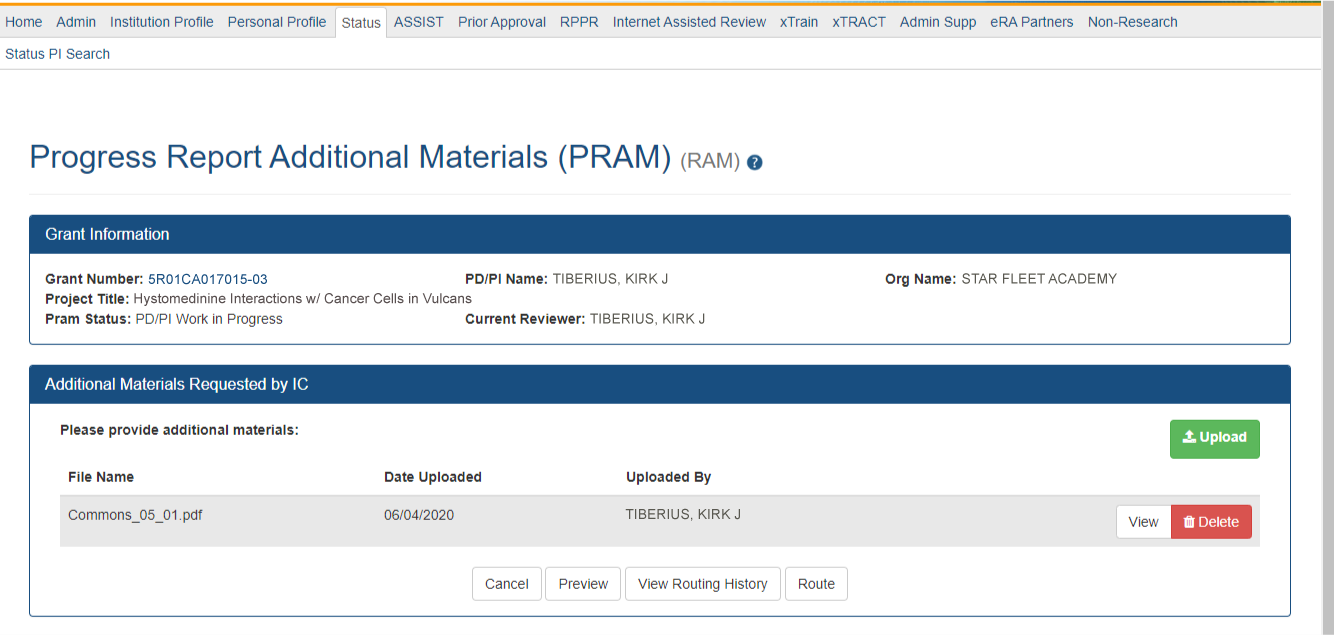 Home Admin Institution Profile Personal Profile Status ASSIST Prior Approval RPPR Internet Assisted Review xTrain xTRACT Admin Supp eRA Partners Non-Research
Status PI Search
Progress Report Additional Materials (PRAM) (RAM) ?
Grant Information
Grant Number: 5R01CA017015-03 PD/PI Name: TIBERIUS, KIRK J Org Name: STAR FLEET ACADEMY
Project Title: Hystomedinine Interactions w/ Cancer Cells in Vulcans
Pram Status: PD/PI Work in Progress Current Reviewer: TIBERIUS, KIRK J
Additional Materials Requested by IC
Please provide additional materials: Upload
File Name Date Uploaded Uploaded By
Commons_05_01.pdf 06/04/2020 TIBERIUS, KIRK J View Delete
Cancel Preview View Routing History Route